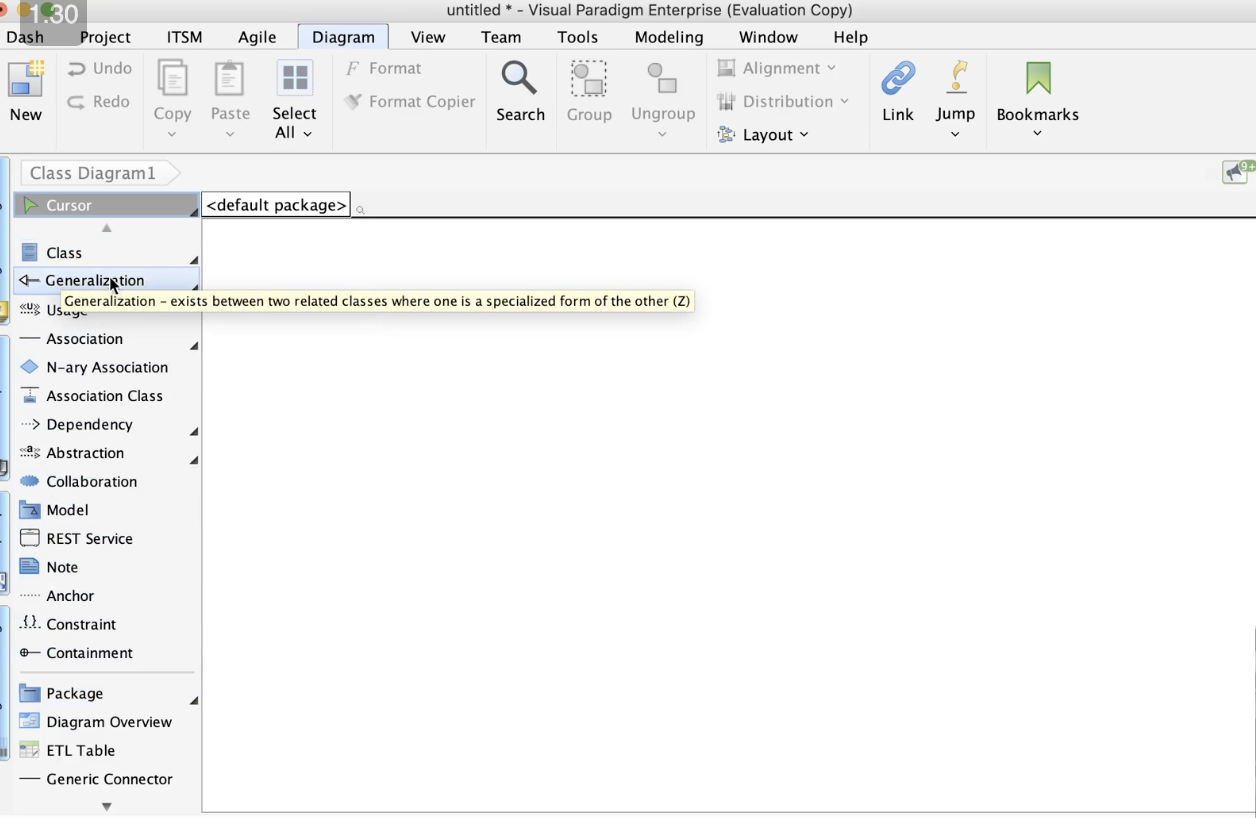 untitled * - Visual Paradigm Enterprise (Evaluation Copy)
1:30
Dash Project ITSM Agile Diagram View Team Tools Modeling Window Help
New
Undo
Redo
Copy
Paste
Select All
Format
Format Copier
Search
Group
Ungroup
Alignment
Distribution
Layout
Link
Jump
Bookmarks
Class Diagram1
9+
Cursor
<default package>
Class
Generalization
Generalization – exists between two related classes where one is a specialized form of the other (Z)
Usage
Association
N-ary Association
Association Class
Dependency
Abstraction
Collaboration
Model
REST Service
Note
Anchor
Constraint
Containment
Package
Diagram Overview
ETL Table
Generic Connector